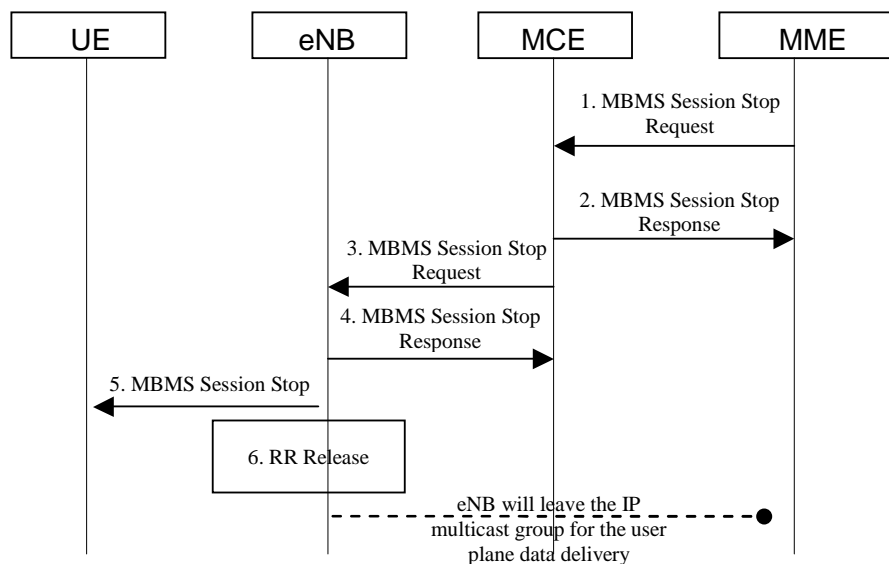 UE
eNB
MCE
MME
1. MBMS Session Stop
Request
2. MBMS Session Stop
Response
3. MBMS Session Stop
Request
4. MBMS Session Stop
Response
5. MBMS Session Stop
6. RR Release
eNB will leave the IP
multicast group for the user
plane data delivery